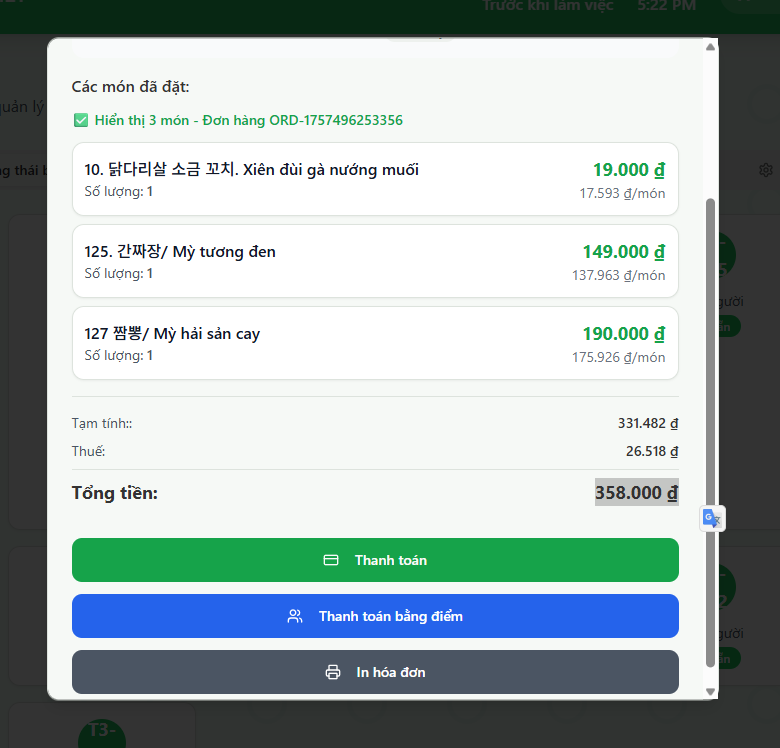 Trước khi làm việc
5:22 PM
quản lý
Các món đã đặt:
Hiển thị 3 món - Đơn hàng ORD-1757496253356
10. 닭다리살 소금 꼬치. Xiên đùi gà nướng muối
19.000 ₫
Số lượng: 1
17.593 ₫/món
125. 간짜장/ Mỳ tương đen
149.000 ₫
Số lượng: 1
137.963 ₫/món
127 짬뽕/ Mỳ hải sản cay
190.000 ₫
Số lượng: 1
175.926 ₫/món
Tạm tính::
331.482 ₫
Thuế:
26.518 ₫
Tổng tiền:
358.000 ₫
Thanh toán
Thanh toán bằng điểm
In hóa đơn
T3-